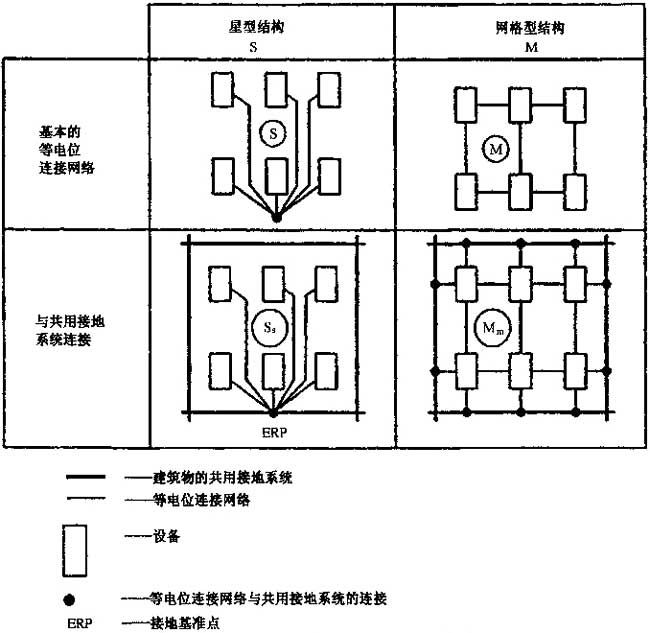 星型结构
S
网格型结构
M
基本的
等电位
连接网络
S
M
与共用接地
系统连接
Ss
Mm
ERP
——建筑物的共用接地系统
——等电位连接网络
——设备
——等电位连接网络与共用接地系统的连接
ERP ——接地基准点